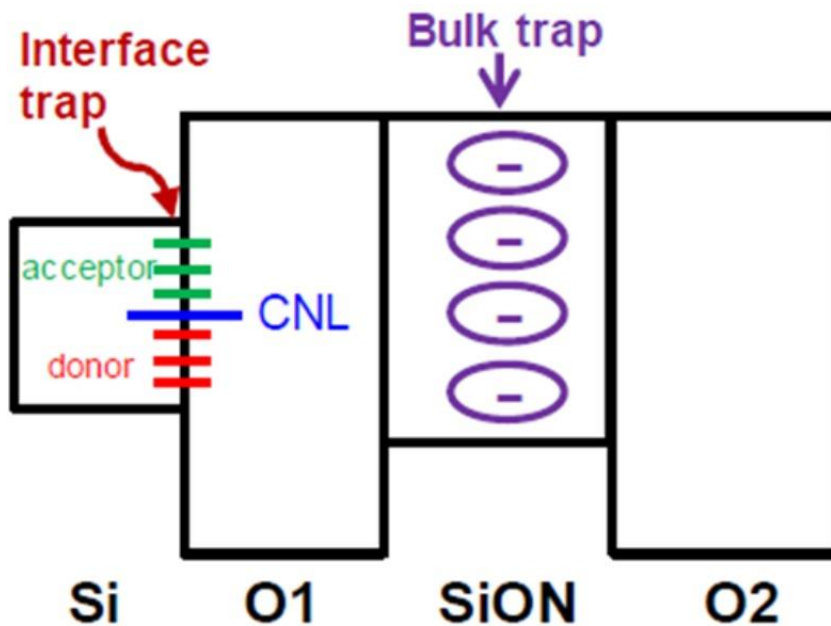 Bulk trap
Interface
trap
acceptor
CNL
donor
-
-
-
-
Si
O1
SiON
O2